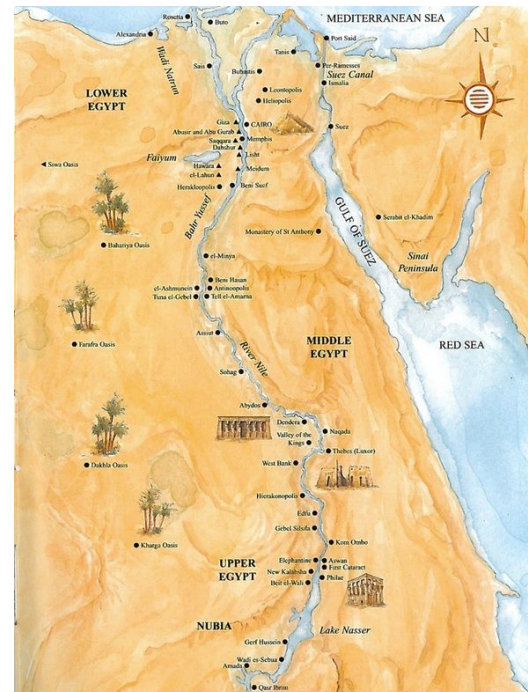 MEDITERRANEAN SEA
Rosetta
Buto
Alexandria
Port Said
N
Wadi Natrun
Tanis
Sais
Per-Ramesses
Bubastis
Suez Canal
Ismalia
LOWER
EGYPT
Leontopolis
Heliopolis
Giza
CAIRO
Suez
Abusir and Abu Gurab
Saqqara
Memphis
Dahshur
Lisht
Faiyum
Siwa Oasis
Hawara
Meidum
el-Lahun
Herakleopolis
Beni Suef
GULF OF SUEZ
Serabit el-Khadim
Bahr Yussef
Monastery of St Anthony
Bahariya Oasis
el-Minya
Sinai
Peninsula
Beni Hasan
el-Ashmunein
Antinoopolis
Tuna el-Gebel
Tell el-Amarna
Assiut
River Nile
MIDDLE
EGYPT
RED SEA
Farafra Oasis
Sohag
Abydos
Dendera
Naqada
Valley of the
Kings
Thebes (Luxor)
West Bank
Dakhla Oasis
Hierakonopolis
Edfu
Gebel Silsila
Kom Ombo
Kharga Oasis
UPPER
EGYPT
Elephantine
Aswan
First Cataract
New Kalabsha
Philae
Beit el-Wali
NUBIA
Lake Nasser
Gerf Hussein
Wadi es-Sebua
Amada
Qasr Ibrim